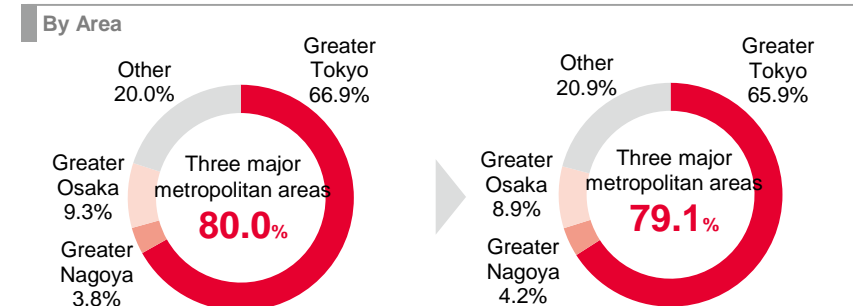 By Area
Greater
Tokyo
66.9%
Other
20.0%
Greater
Osaka
9.3%
Greater
Nagoya
3.8%
Three major
metropolitan areas
80.0%
Greater
Tokyo
65.9%
Other
20.9%
Greater
Osaka
8.9%
Greater
Nagoya
4.2%
Three major
metropolitan areas
79.1%